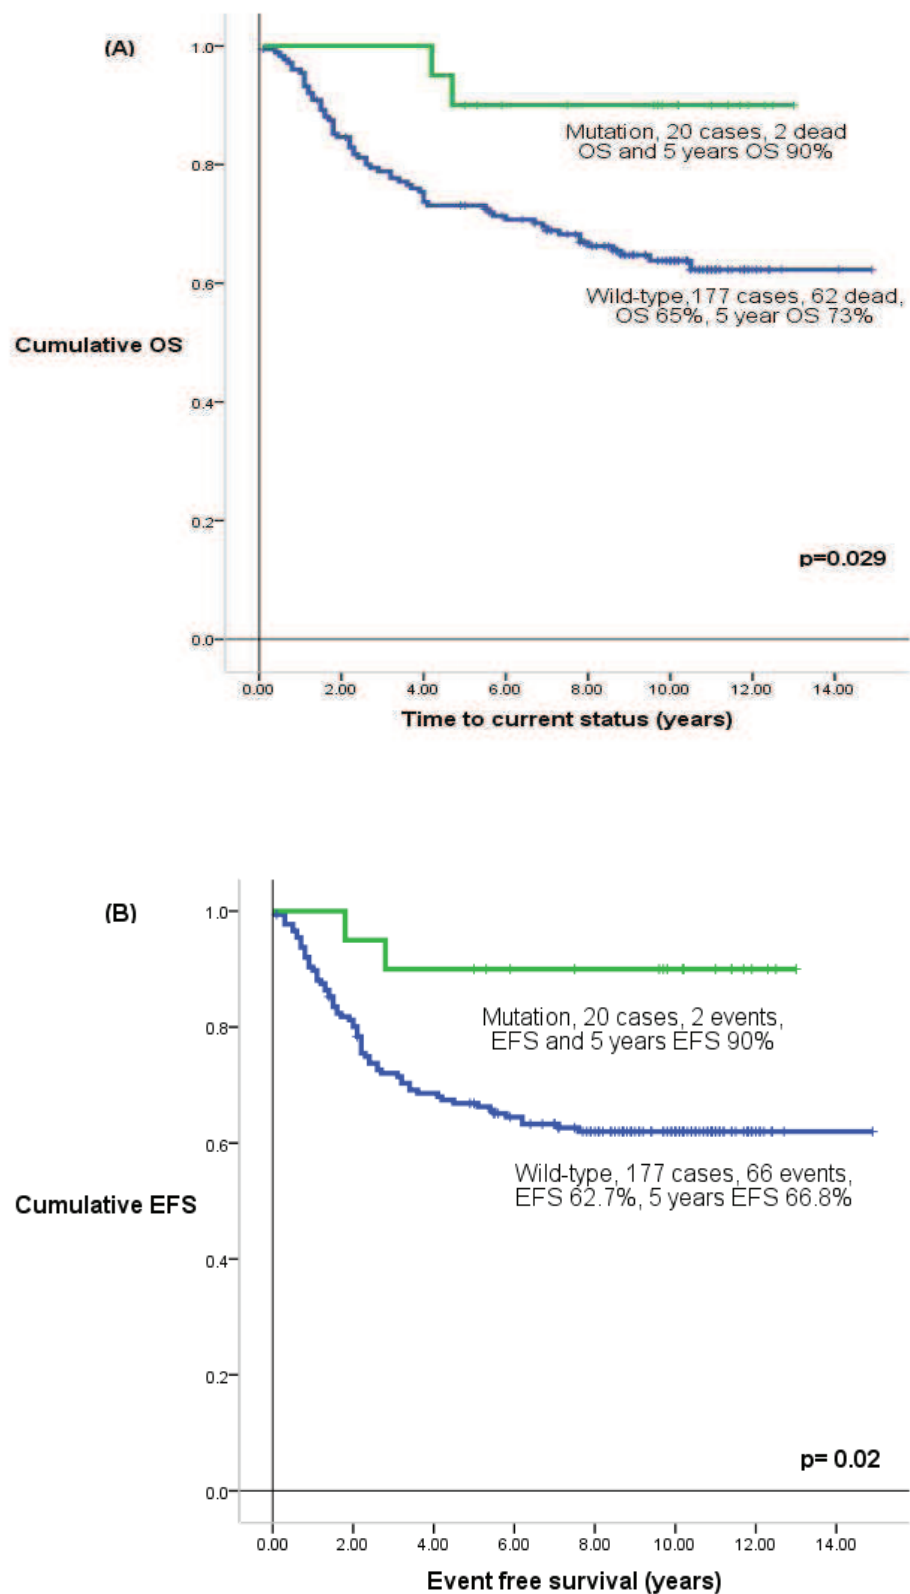 (A)
1.0
Mutation, 20 cases, 2 dead
OS and 5 years OS 90%
0.8
0.6
Wild-type,177 cases, 62 dead,
OS 65%, 5 year OS 73%
Cumulative OS
0.4
0.2
p=0.029
0.0
0.00 2.00 4.00 6.00 8.00 10.00 12.00 14.00
Time to current status (years)
(B)
1.0
Mutation, 20 cases, 2 events,
EFS and 5 years EFS 90%
0.8
0.6
Wild-type, 177 cases, 66 events,
EFS 62.7%, 5 years EFS 66.8%
Cumulative EFS
0.4
0.2
p= 0.02
0.0
0.00 2.00 4.00 6.00 8.00 10.00 12.00 14.00
Event free survival (years)